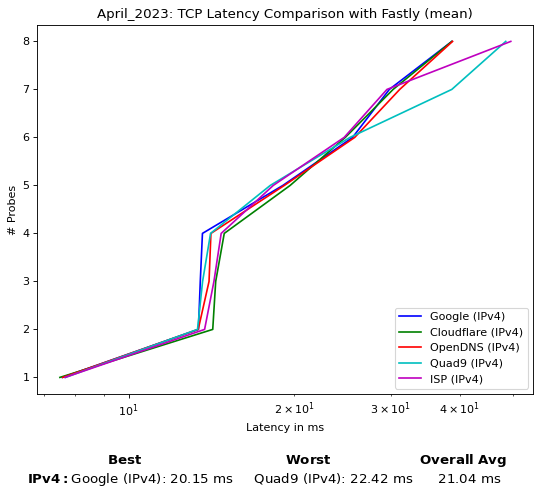 April_2023: TCP Latency Comparison with Fastly (mean)
8
7
6
5
4
3
2
1
# Probes
Google (IPv4)
Cloudflare (IPv4)
OpenDNS (IPv4)
Quad9 (IPv4)
ISP (IPv4)
10¹ 2 × 10¹ 3 × 10¹ 4 × 10¹
Latency in ms
Best Worst Overall Avg
IPv4: Google (IPv4): 20.15 ms Quad9 (IPv4): 22.42 ms 21.04 ms